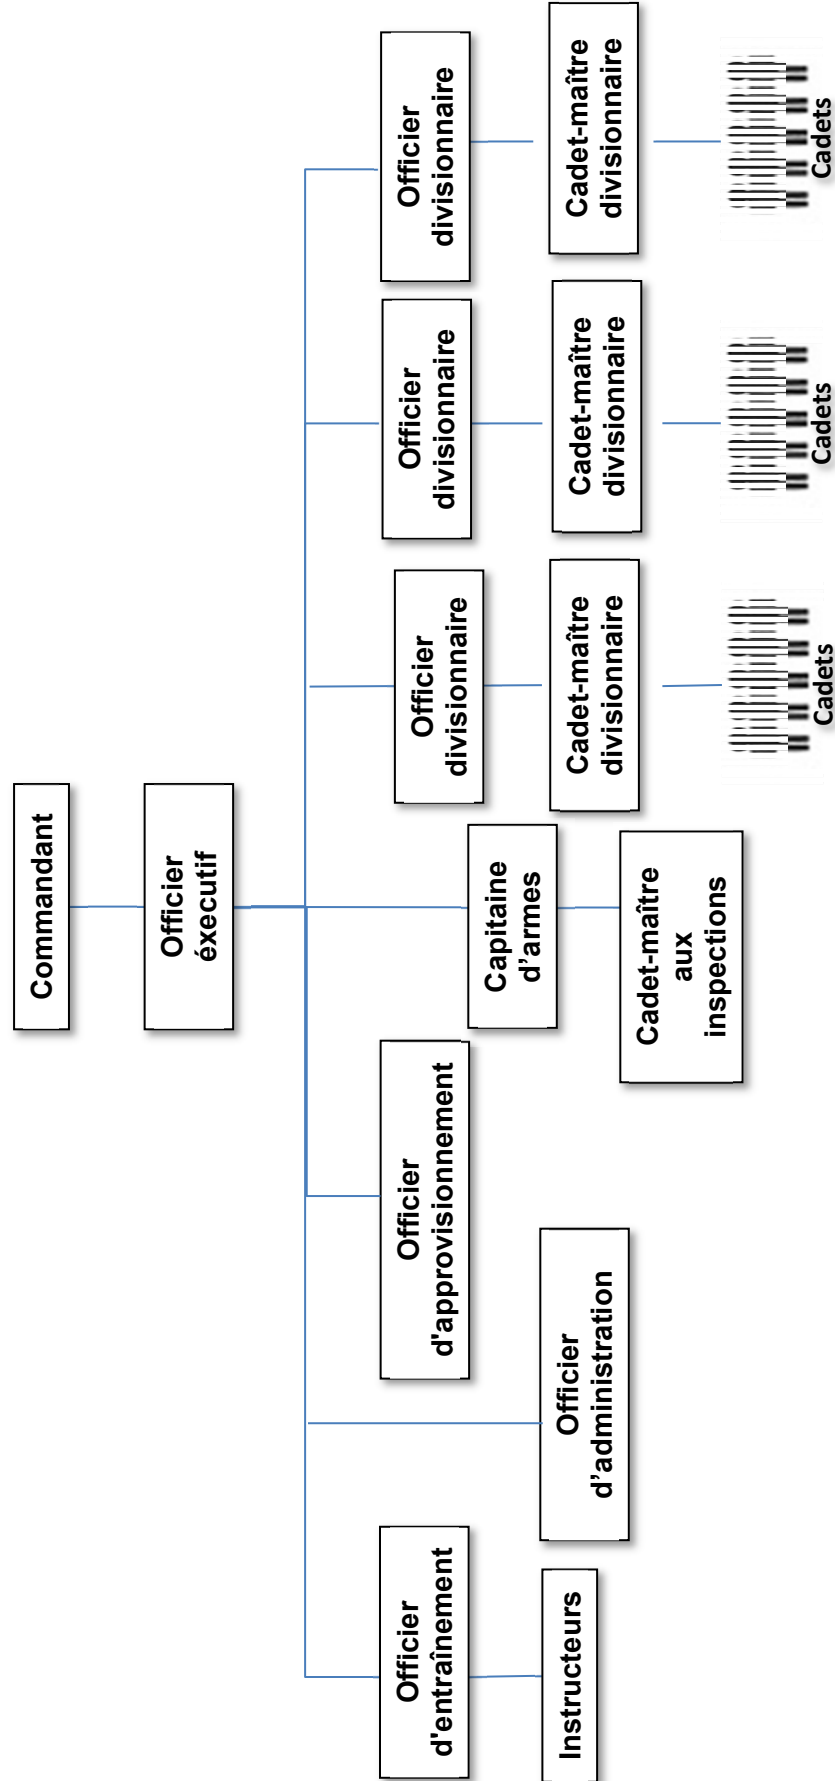 Commandant
Officier
éxecutif
Officier
d'entraînement
Officier
d'administration
Officier
d'approvisionnement
Capitaine
d’armes
Officier
divisionnaire
Officier
divisionnaire
Officier
divisionnaire
Instructeurs
Cadet-maître
aux
inspections
Cadet-maître
divisionnaire
Cadet-maître
divisionnaire
Cadet-maître
divisionnaire
Cadets
Cadets
Cadets